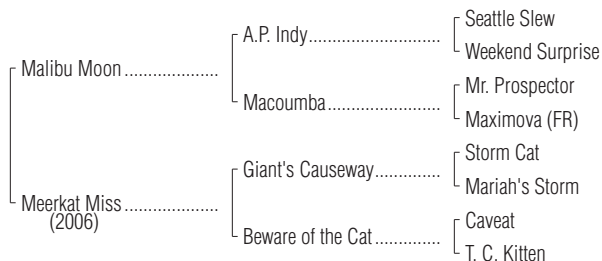 Seattle Slew
A.P. Indy
Weekend Surprise
Malibu Moon
Mr. Prospector
Macoumba
Maximova (FR)
Storm Cat
Giant's Causeway
Mariah's Storm
Meerkat Miss
(2006)
Caveat
Beware of the Cat
T. C. Kitten